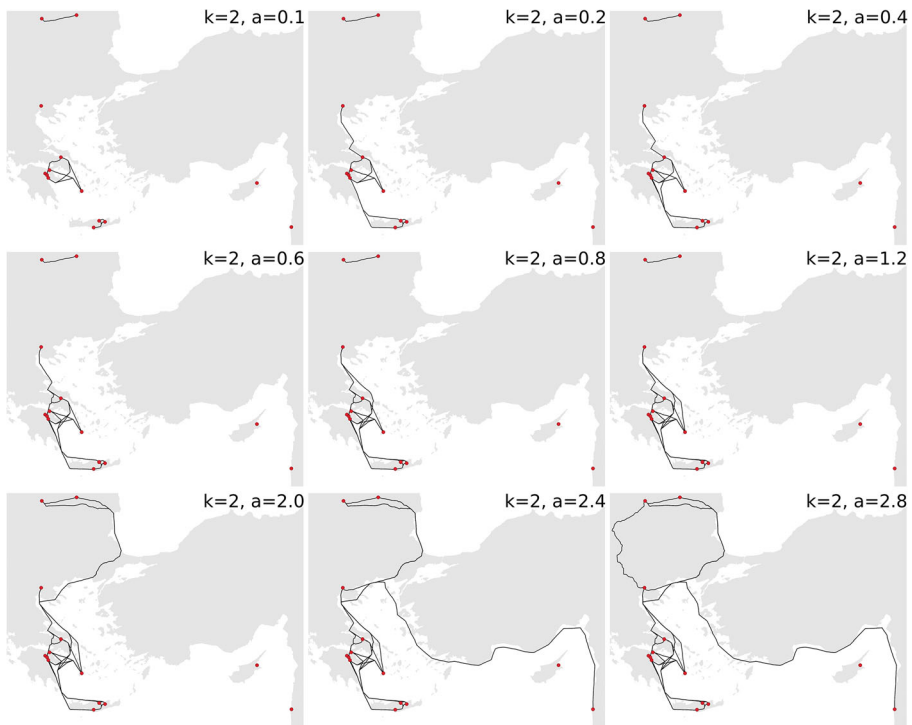 k=2, a=0.1
k=2, a=0.2
k=2, a=0.4
k=2, a=0.6
k=2, a=0.8
k=2, a=1.2
k=2, a=2.0
k=2, a=2.4
k=2, a=2.8